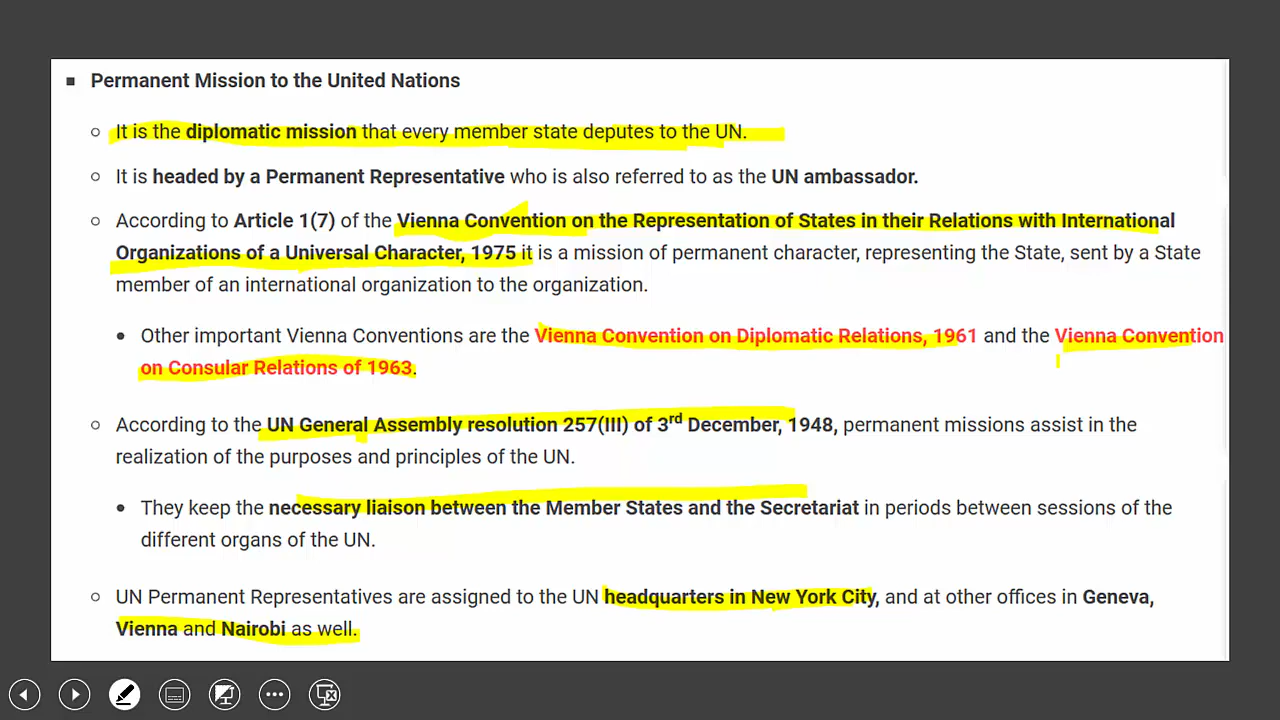 Permanent Mission to the United Nations
It is the diplomatic mission that every member state deputes to the UN.
It is headed by a Permanent Representative who is also referred to as the UN ambassador.
According to Article 1(7) of the Vienna Convention on the Representation of States in their Relations with International
Organizations of a Universal Character, 1975 it is a mission of permanent character, representing the State, sent by a State
member of an international organization to the organization.
Other important Vienna Conventions are the Vienna Convention on Diplomatic Relations, 1961 and the Vienna Convention
on Consular Relations of 1963.
According to the UN General Assembly resolution 257(III) of 3rd December, 1948, permanent missions assist in the
realization of the purposes and principles of the UN.
They keep the necessary liaison between the Member States and the Secretariat in periods between sessions of the
different organs of the UN.
UN Permanent Representatives are assigned to the UN headquarters in New York City, and at other offices in Geneva,
Vienna and Nairobi as well.